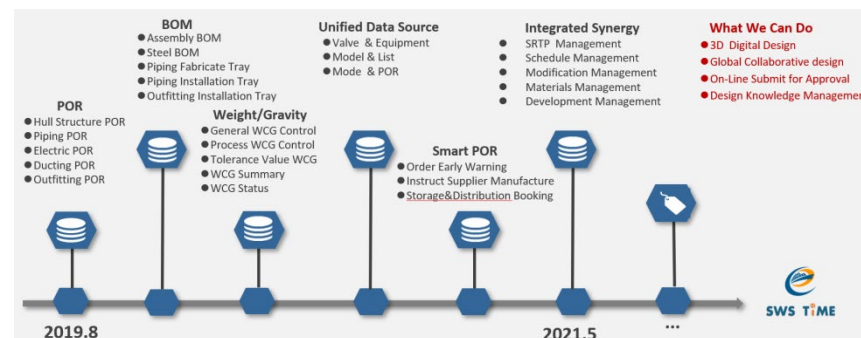 BOM
● Assembly BOM
● Steel BOM
● Piping Fabricate Tray
● Piping Installation Tray
● Outfitting Installation Tray
Unified Data Source
● Valve & Equipment
● Model & List
● Mode & POR
Integrated Synergy
● SRTP Management
● Schedule Management
● Modification Management
● Materials Management
● Development Management
What We Can Do
● 3D Digital Design
● Global Collaborative design
● On-Line Submit for Approval
● Design Knowledge Management
POR
● Hull Structure POR
● Piping POR
● Electric POR
● Ducting POR
● Outfitting POR
Weight/Gravity
● General WCG Control
● Process WCG Control
● Tolerance Value WCG
● WCG Summary
● WCG Status
Smart POR
● Order Early Warning
● Instruct Supplier Manufacture
● Storage&Distribution Booking
2019.8
2021.5
...
SWS TiME